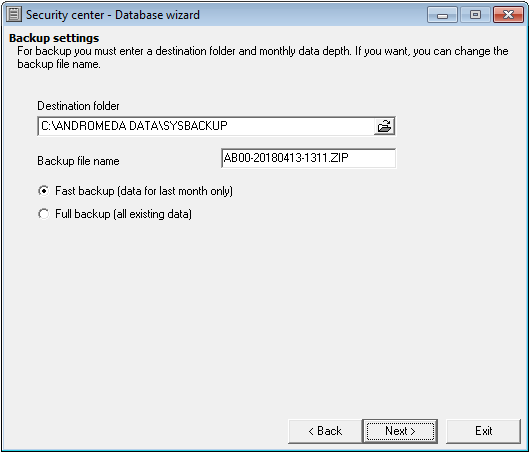 Security center - Database wizard
Backup settings
For backup you must enter a destination folder and monthly data depth. If you want, you can change the
backup file name.
Destination folder
C:\ANDROMEDA DATA\SYSBACKUP
Backup file name
AB00-20180413-1311.ZIP
Fast backup (data for last month only)
Full backup (all existing data)
< Back
Next >
Exit